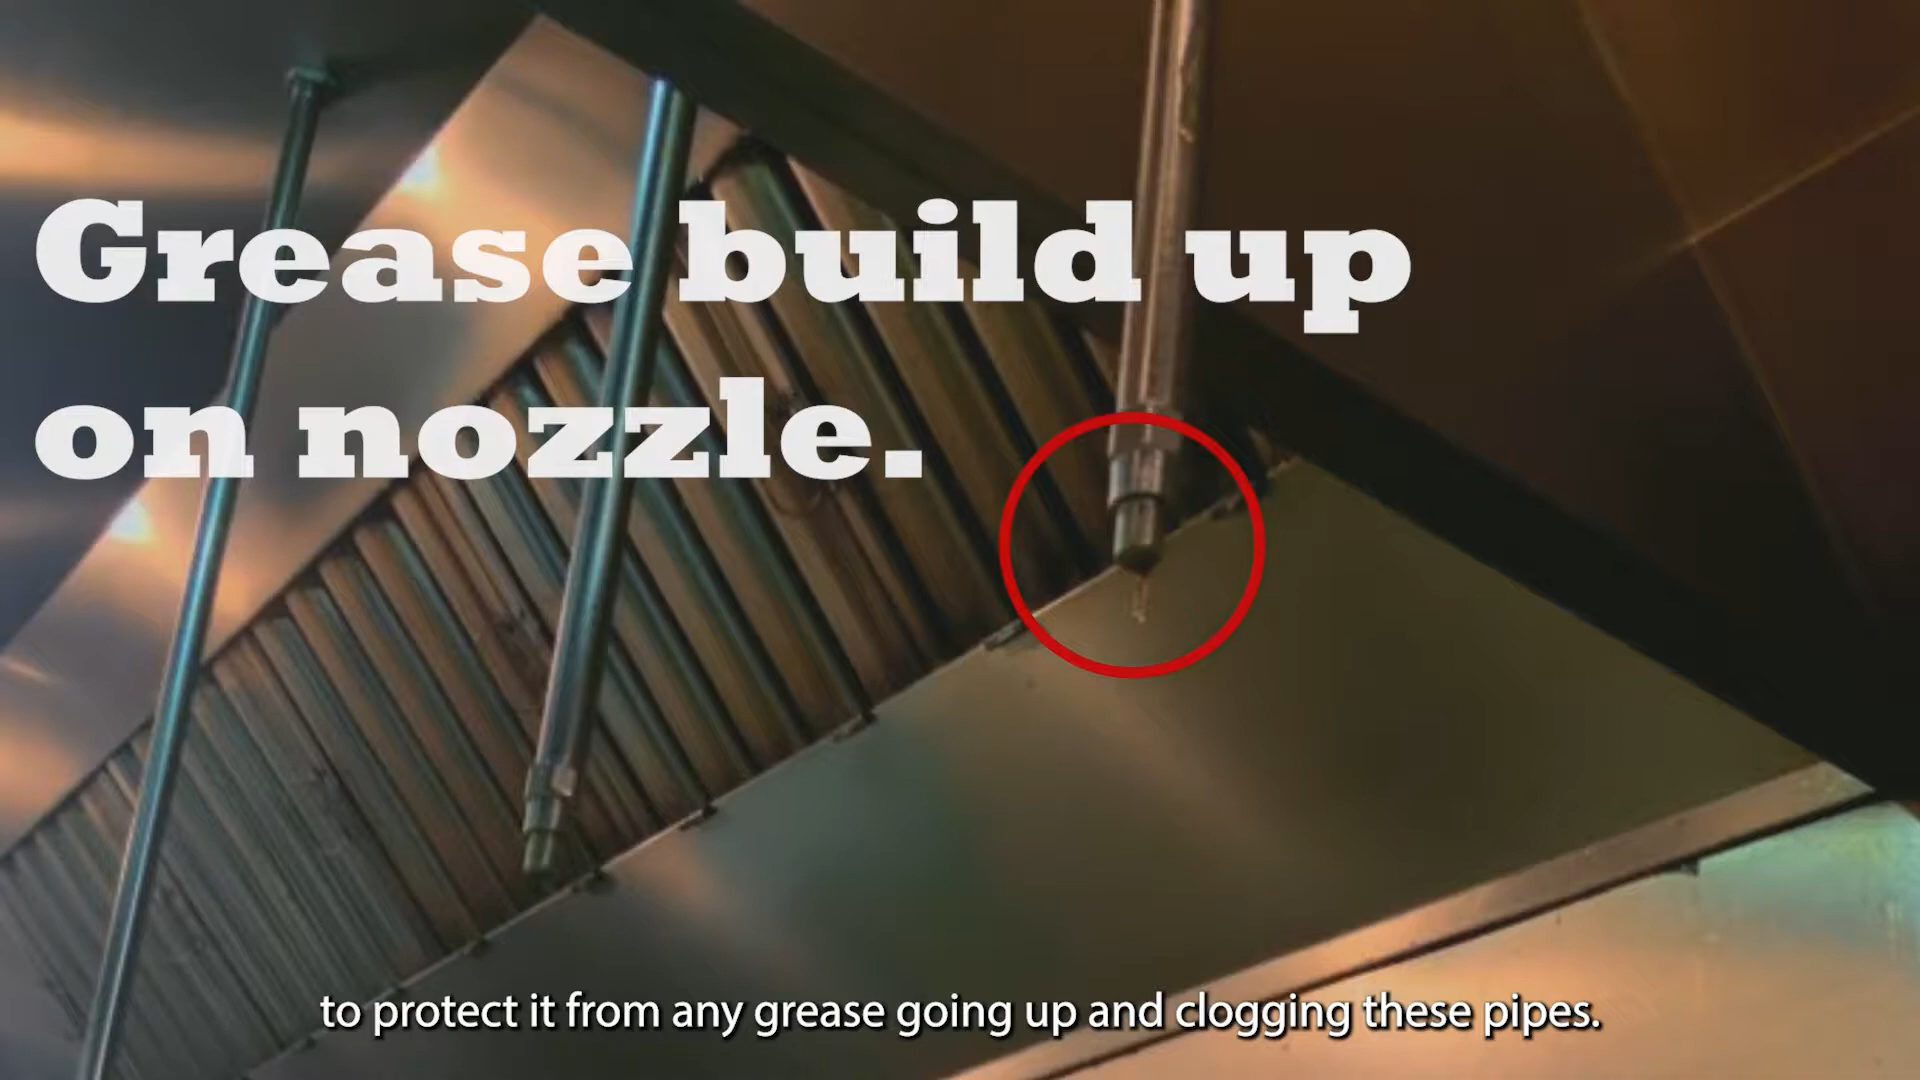 Grease build up
on nozzle.
to protect it from any grease going up and clogging these pipes.